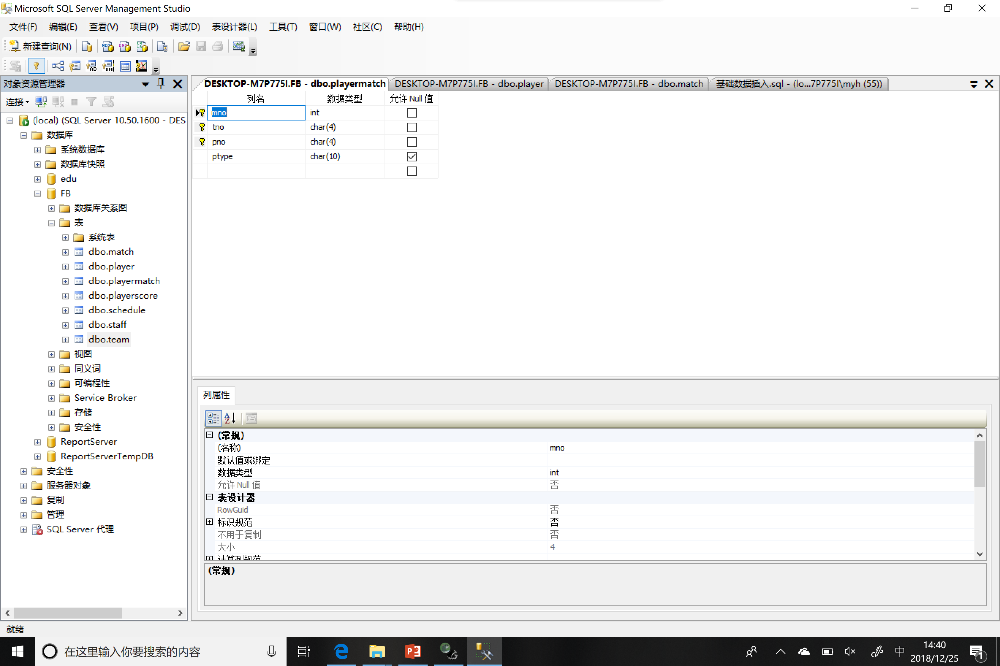 Microsoft SQL Server Management Studio
文件(F) 编辑(E) 查看(V) 项目(P) 调试(D) 表设计器(L) 工具(T) 窗口(W) 社区(C) 帮助(H)
新建查询(N)
对象资源管理器
连接
(local) (SQL Server 10.50.1600 - DES
数据库
系统数据库
数据库快照
edu
FB
数据库关系图
表
系统表
dbo.match
dbo.player
dbo.playermatch
dbo.playerscore
dbo.schedule
dbo.staff
dbo.team
视图
同义词
可编程性
Service Broker
存储
安全性
ReportServer
ReportServerTempDB
安全性
服务器对象
复制
管理
SQL Server 代理
DESKTOP-M7P775I.FB - dbo.playermatch DESKTOP-M7P775I.FB - dbo.player DESKTOP-M7P775I.FB - dbo.match 基础数据插入.sql - (lo...7P775I\myh (55))
列名 数据类型 允许 Null 值
mno int
tno char(4)
pno char(4)
ptype char(10)
列属性
(常规)
(名称) mno
默认值或绑定
数据类型 int
允许 Null 值 否
表设计器
RowGuid 否
标识规范 否
不用于复制 否
大小 4
计算列规范
(常规)
就绪
在这里输入你要搜索的内容
中
14:40
2018/12/25
1